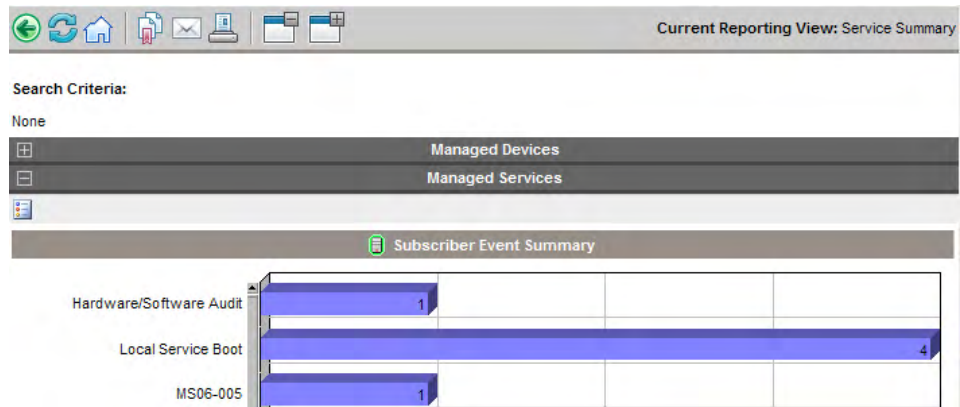 Current Reporting View: Service Summary
Search Criteria:
None
Managed Devices
Managed Services
Subscriber Event Summary
Hardware/Software Audit 1
Local Service Boot 4
MS06-005 1